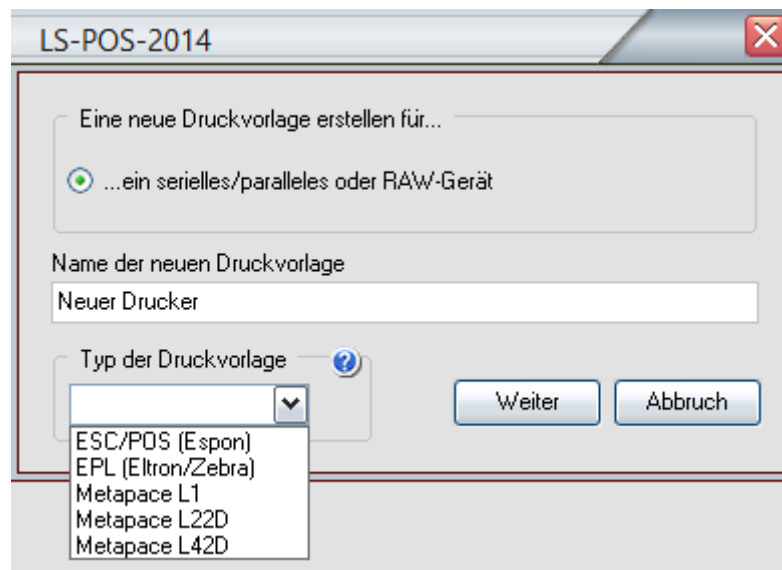 LS-POS-2014
Eine neue Druckvorlage erstellen für...
...ein serielles/paralleles oder RAW-Gerät
Name der neuen Druckvorlage
Neuer Drucker
Typ der Druckvorlage
Weiter
Abbruch
ESC/POS (Espon)
EPL (Eltron/Zebra)
Metapace L1
Metapace L22D
Metapace L42D